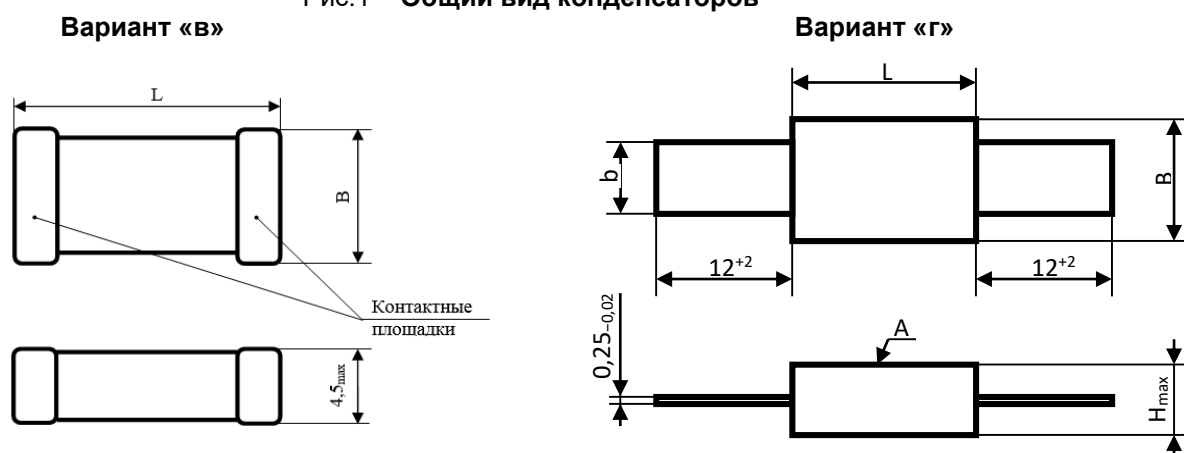 Рис.1 Общий вид конденсаторов
Вариант «в»
Вариант «г»
L
B
Контактные
площадки
4,5max
L
b
B
12+2
12+2
0,25−0,02
A
Hmax